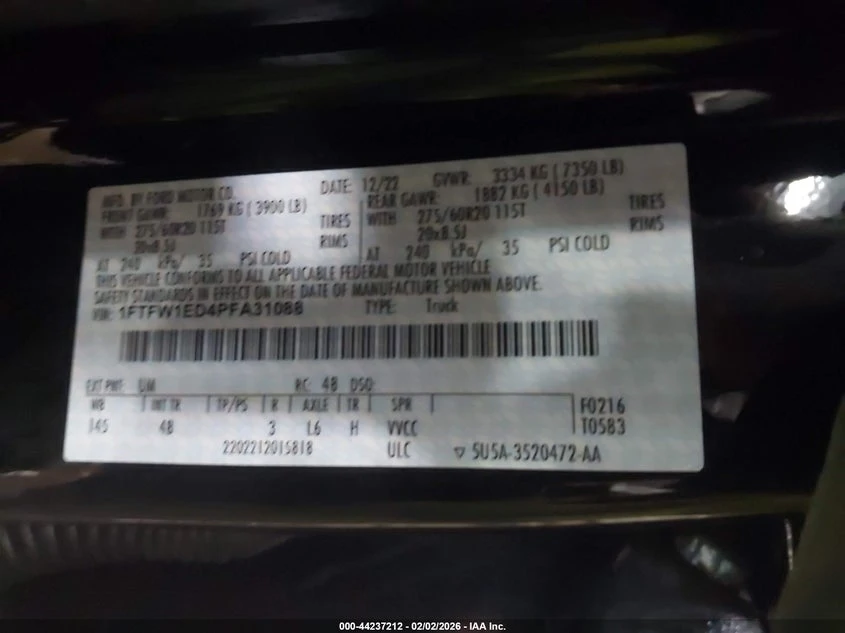 MFD. BY FORD MOTOR CO. DATE: 12/22 GVWR: 3334 KG ( 7350 LB)
FRONT GAWR: 1769 KG ( 3900 LB) REAR GAWR: 1882 KG ( 4150 LB)
WITH 275/60R20 115T TIRES WITH 275/60R20 115T TIRES
20x8.5J RIMS 20x8.5J RIMS
AT 240 kPa/ 35 PSI COLD AT 240 kPa/ 35 PSI COLD
THIS VEHICLE CONFORMS TO ALL APPLICABLE FEDERAL MOTOR VEHICLE
SAFETY STANDARDS IN EFFECT ON THE DATE OF MANUFACTURE SHOWN ABOVE.
VIN: 1FTFW1ED4PFA31088 TYPE: Truck
EXT PNT: UM RC: 48 DSO:
WB INT TR TP/PS R AXLE TR SPR F0216
145 48 3 L6 H VVCC T0583
2202212015818 ULC ▽ 5U5A-3520472-AA
000-44237212 - 02/02/2026 - IAA Inc.